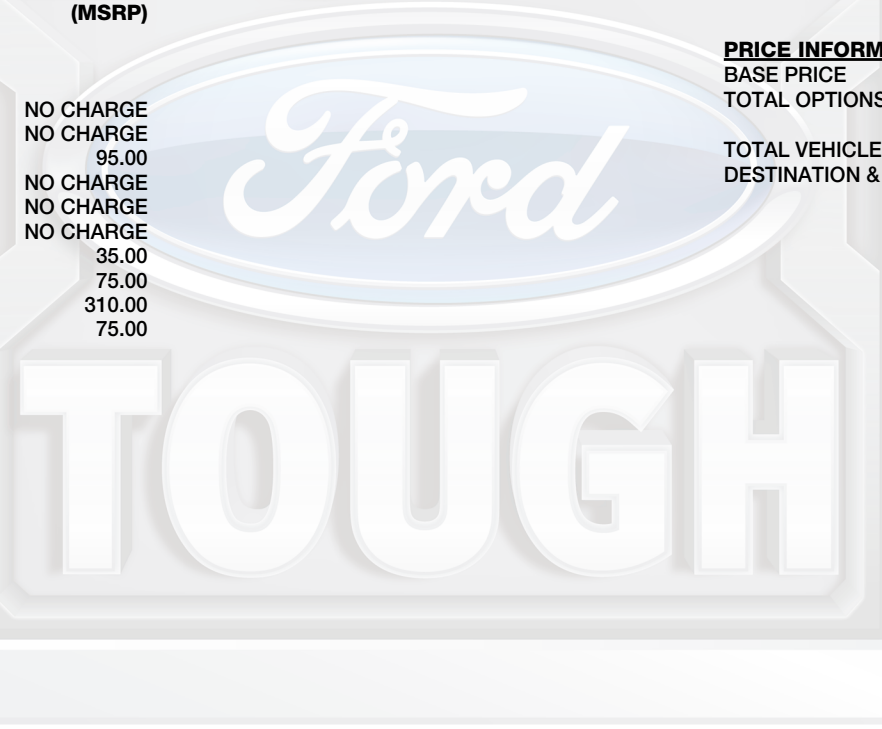 (MSRP)
NO CHARGE
NO CHARGE
95.00
NO CHARGE
NO CHARGE
NO CHARGE
35.00
75.00
310.00
75.00
PRICE INFORM
BASE PRICE
TOTAL OPTIONS
TOTAL VEHICLE
DESTINATION &
Ford
TOUGH